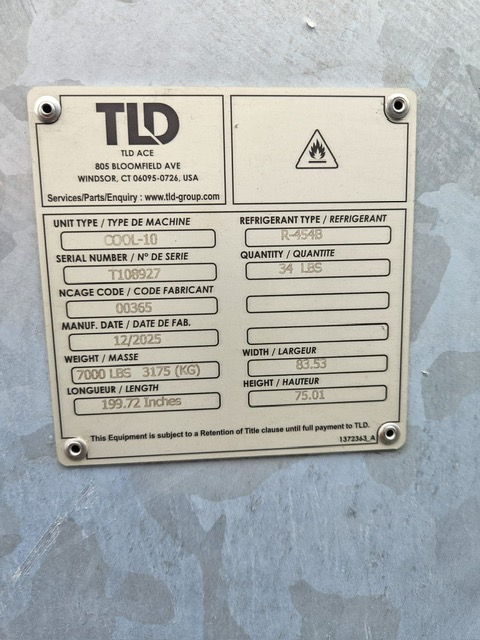 TLD
TLD ACE
805 BLOOMFIELD AVE
WINDSOR, CT 06095-0726, USA
Services/Parts/Enquiry : www.tld-group.com
UNIT TYPE / TYPE DE MACHINE
COOL-10
SERIAL NUMBER / N° DE SERIE
T108927
NCAGE CODE / CODE FABRICANT
00365
MANUF. DATE / DATE DE FAB.
12/2025
WEIGHT / MASSE
7000 LBS 3175 (KG)
LONGUEUR / LENGTH
199.72 Inches
REFRIGERANT TYPE / REFRIGERANT
R-454B
QUANTITY / QUANTITE
34 LBS
WIDTH / LARGEUR
83.53
HEIGHT / HAUTEUR
75.01
This Equipment is subject to a Retention of Title clause until full payment to TLD.
1372363_A